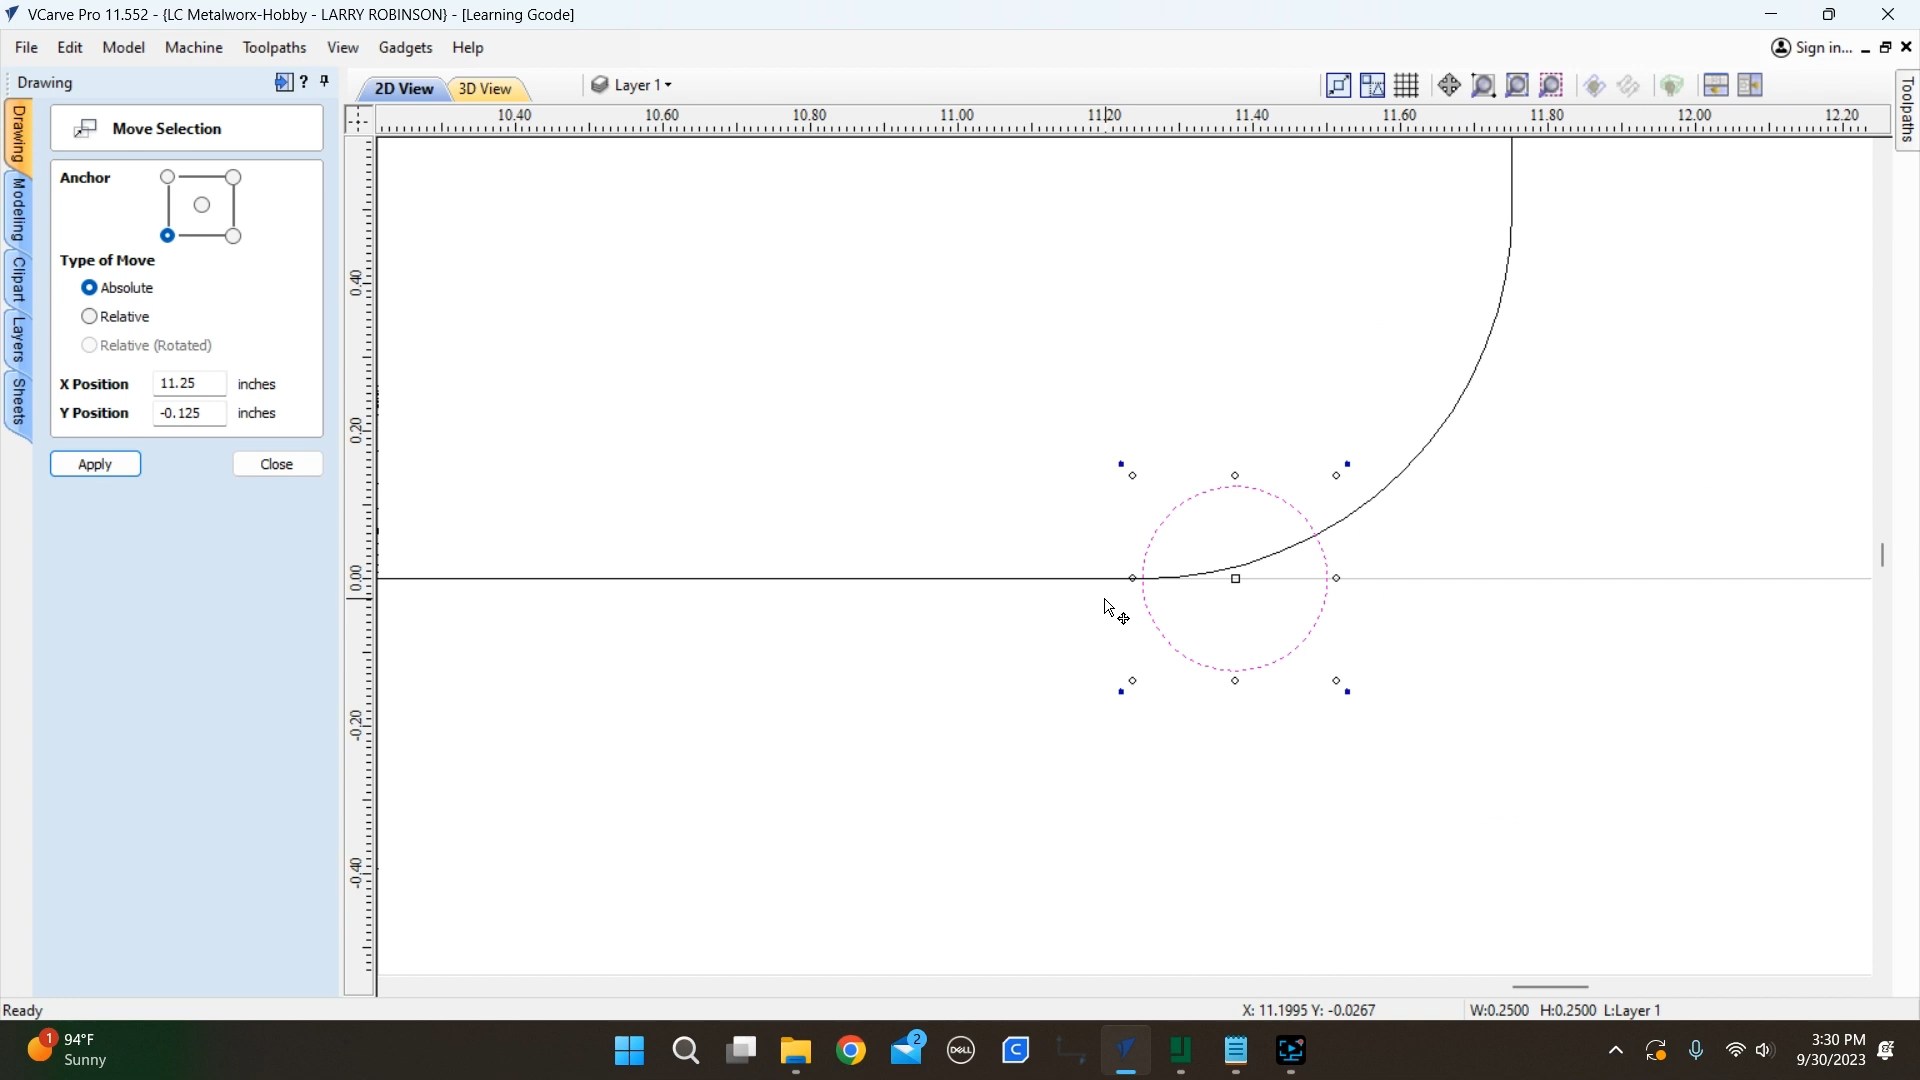 VCarve Pro 11.552 - {LC Metalworx-Hobby - LARRY ROBINSON} - [Learning Gcode]
File Edit Model Machine Toolpaths View Gadgets Help
Sign in...
Drawing
?
2D View 3D View
Layer 1
Toolpaths
Drawing
Modeling
Clipart
Layers
Sheets
Move Selection
Anchor
Type of Move
Absolute
Relative
Relative (Rotated)
X Position 11.25 inches
Y Position -0.125 inches
Apply Close
10.40 10.60 10.80 11.00 11.20 11.40 11.60 11.80 12.00 12.20
0.40
0.20
0.00
-0.20
-0.40
Ready
X: 11.1995 Y: -0.0267
W:0.2500 H:0.2500 L:Layer 1
1
94°F
Sunny
2
DELL
3:30 PM
9/30/2023